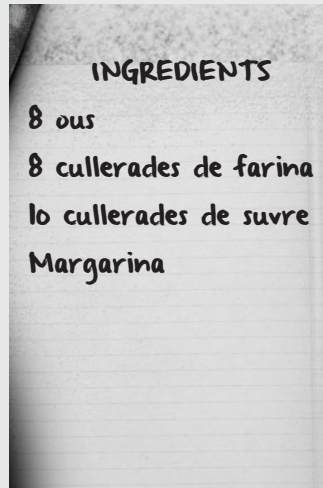 INGREDIENTS
8 ous
8 cullerades de farina
10 cullerades de suvre
Margarina